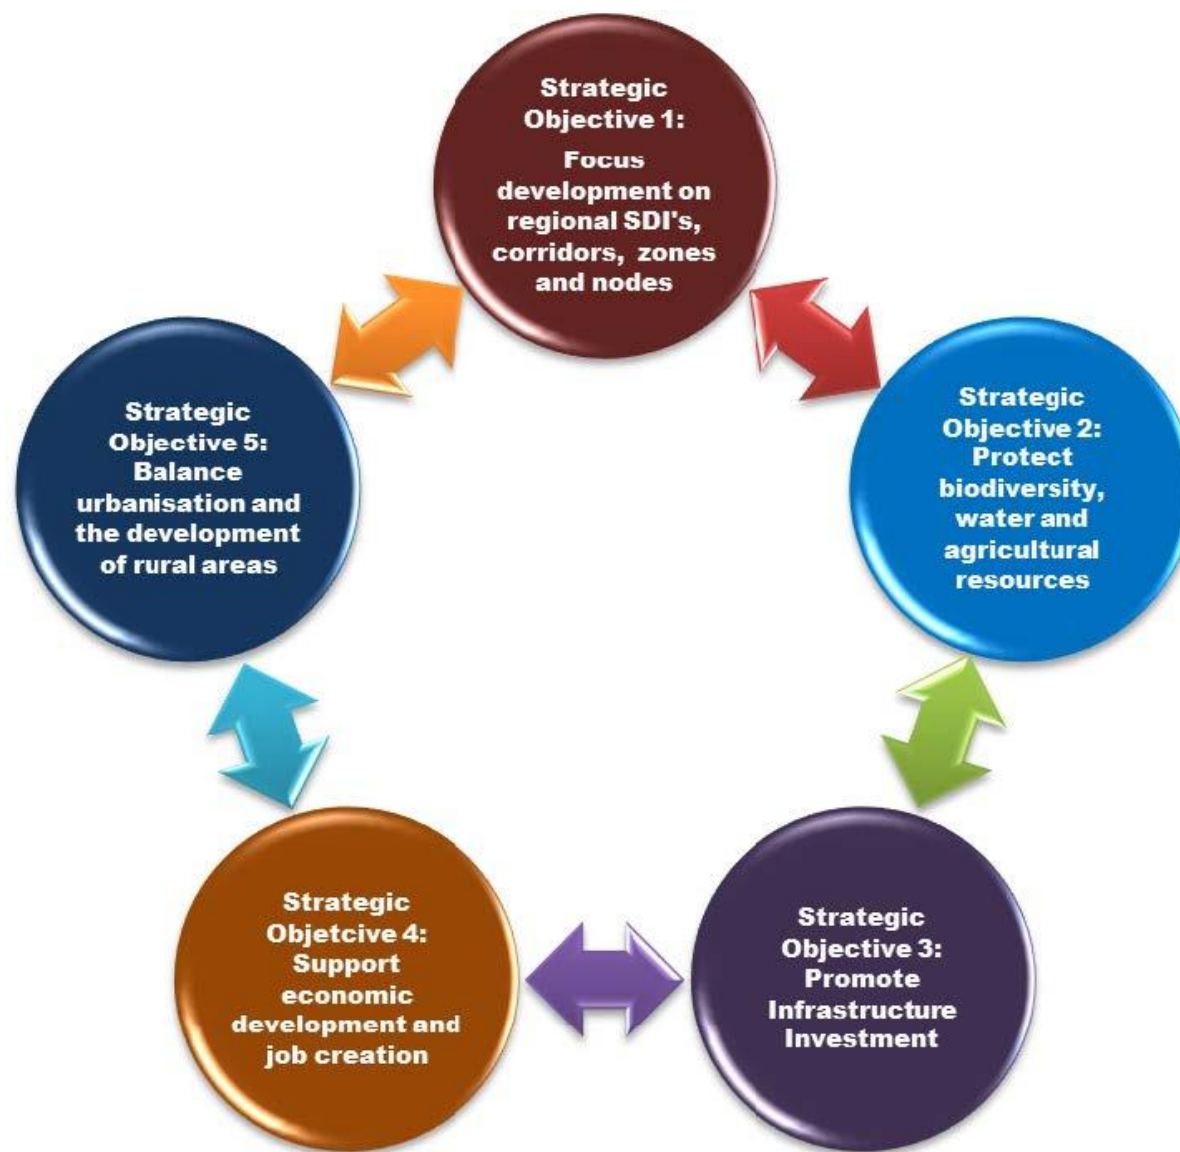 Strategic
Objective 1:
Focus
development on
regional SDI's,
corridors, zones
and nodes
Strategic
Objective 2:
Protect
biodiversity,
water and
agricultural
resources
Strategic
Objective 3:
Promote
Infrastructure
Investment
Strategic
Objetcive 4:
Support
economic
development and
job creation
Strategic
Objective 5:
Balance
urbanisation and
the development
of rural areas